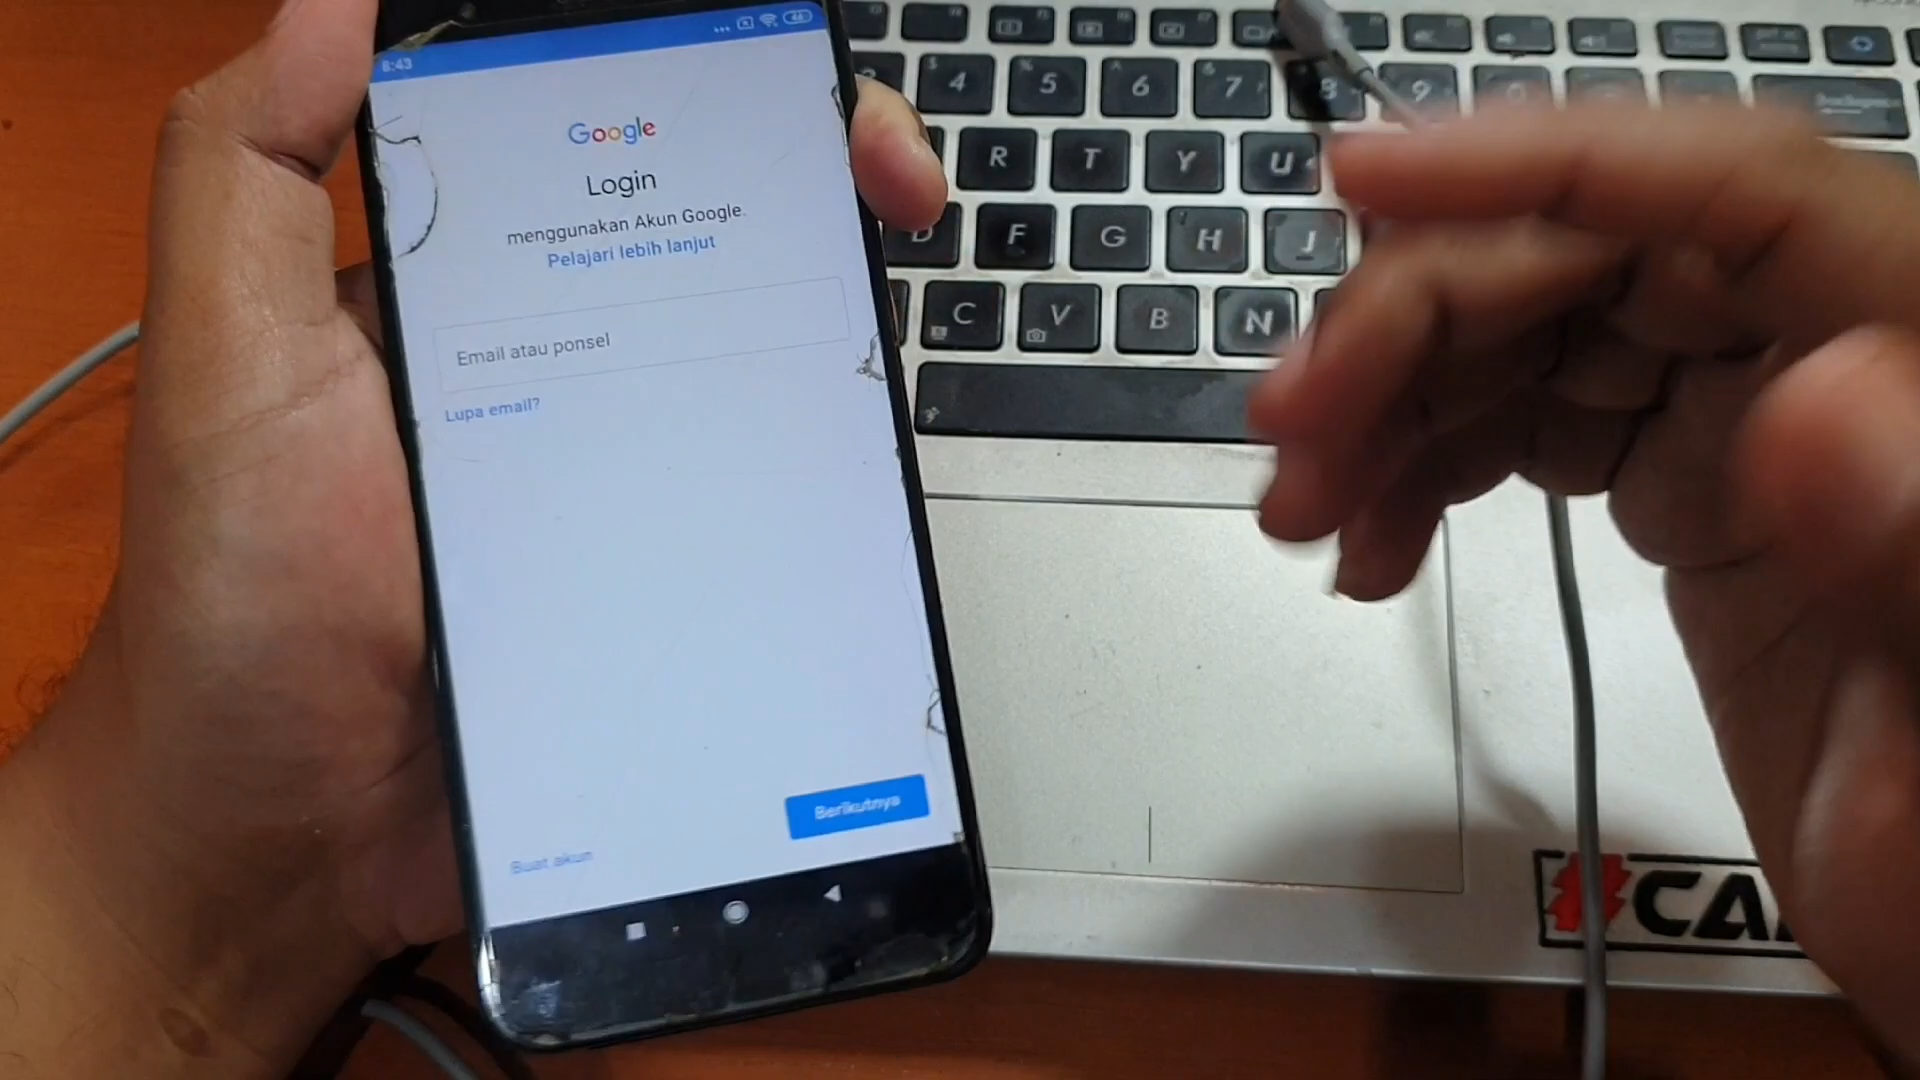 8:43
46
Google
Login
menggunakan Akun Google.
Pelajari lebih lanjut
Email atau ponsel
Lupa email?
Berikutnya
Buat akun
4 5 6 7 8 9
R T Y U
D F G H J
C V B N